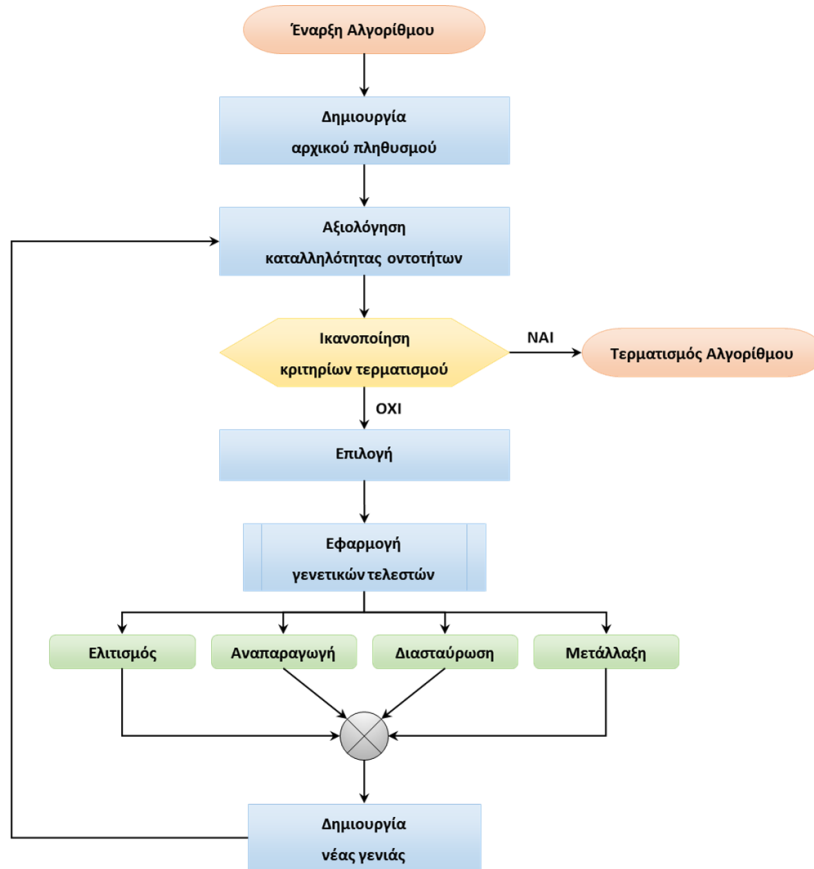 Έναρξη Αλγορίθμου
Δημιουργία
αρχικού πληθυσμού
Αξιολόγηση
καταλληλότητας οντοτήτων
Ικανοποίηση
κριτηρίων τερματισμού
ΝΑΙ
Τερματισμός Αλγορίθμου
ΟΧΙ
Επιλογή
Εφαρμογή
γενετικών τελεστών
Ελιτισμός
Αναπαραγωγή
Διασταύρωση
Μετάλλαξη
Δημιουργία
νέας γενιάς